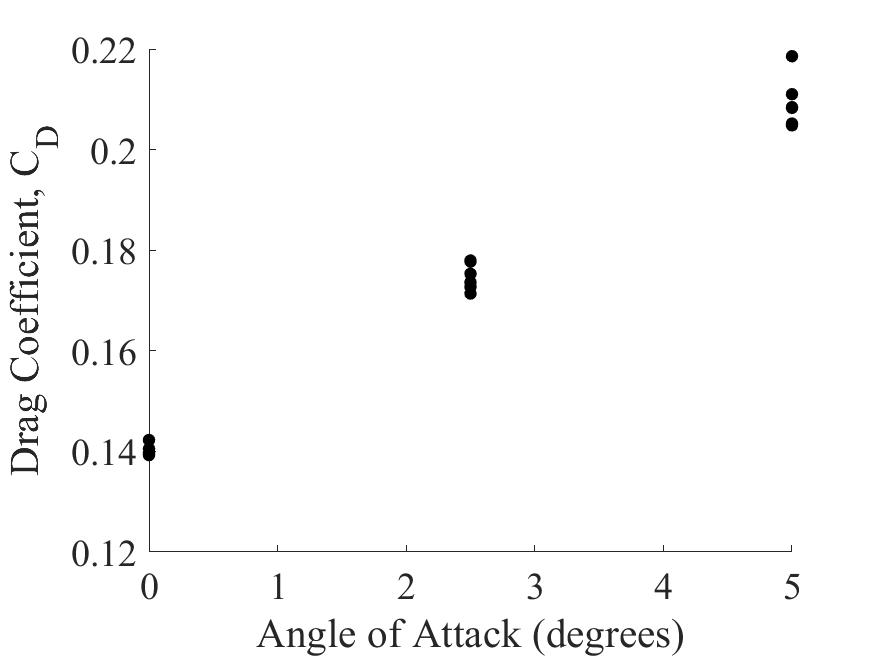 0.22
0.2
0.18
0.16
0.14
0.12
Drag Coefficient, C_D
0 1 2 3 4 5
Angle of Attack (degrees)